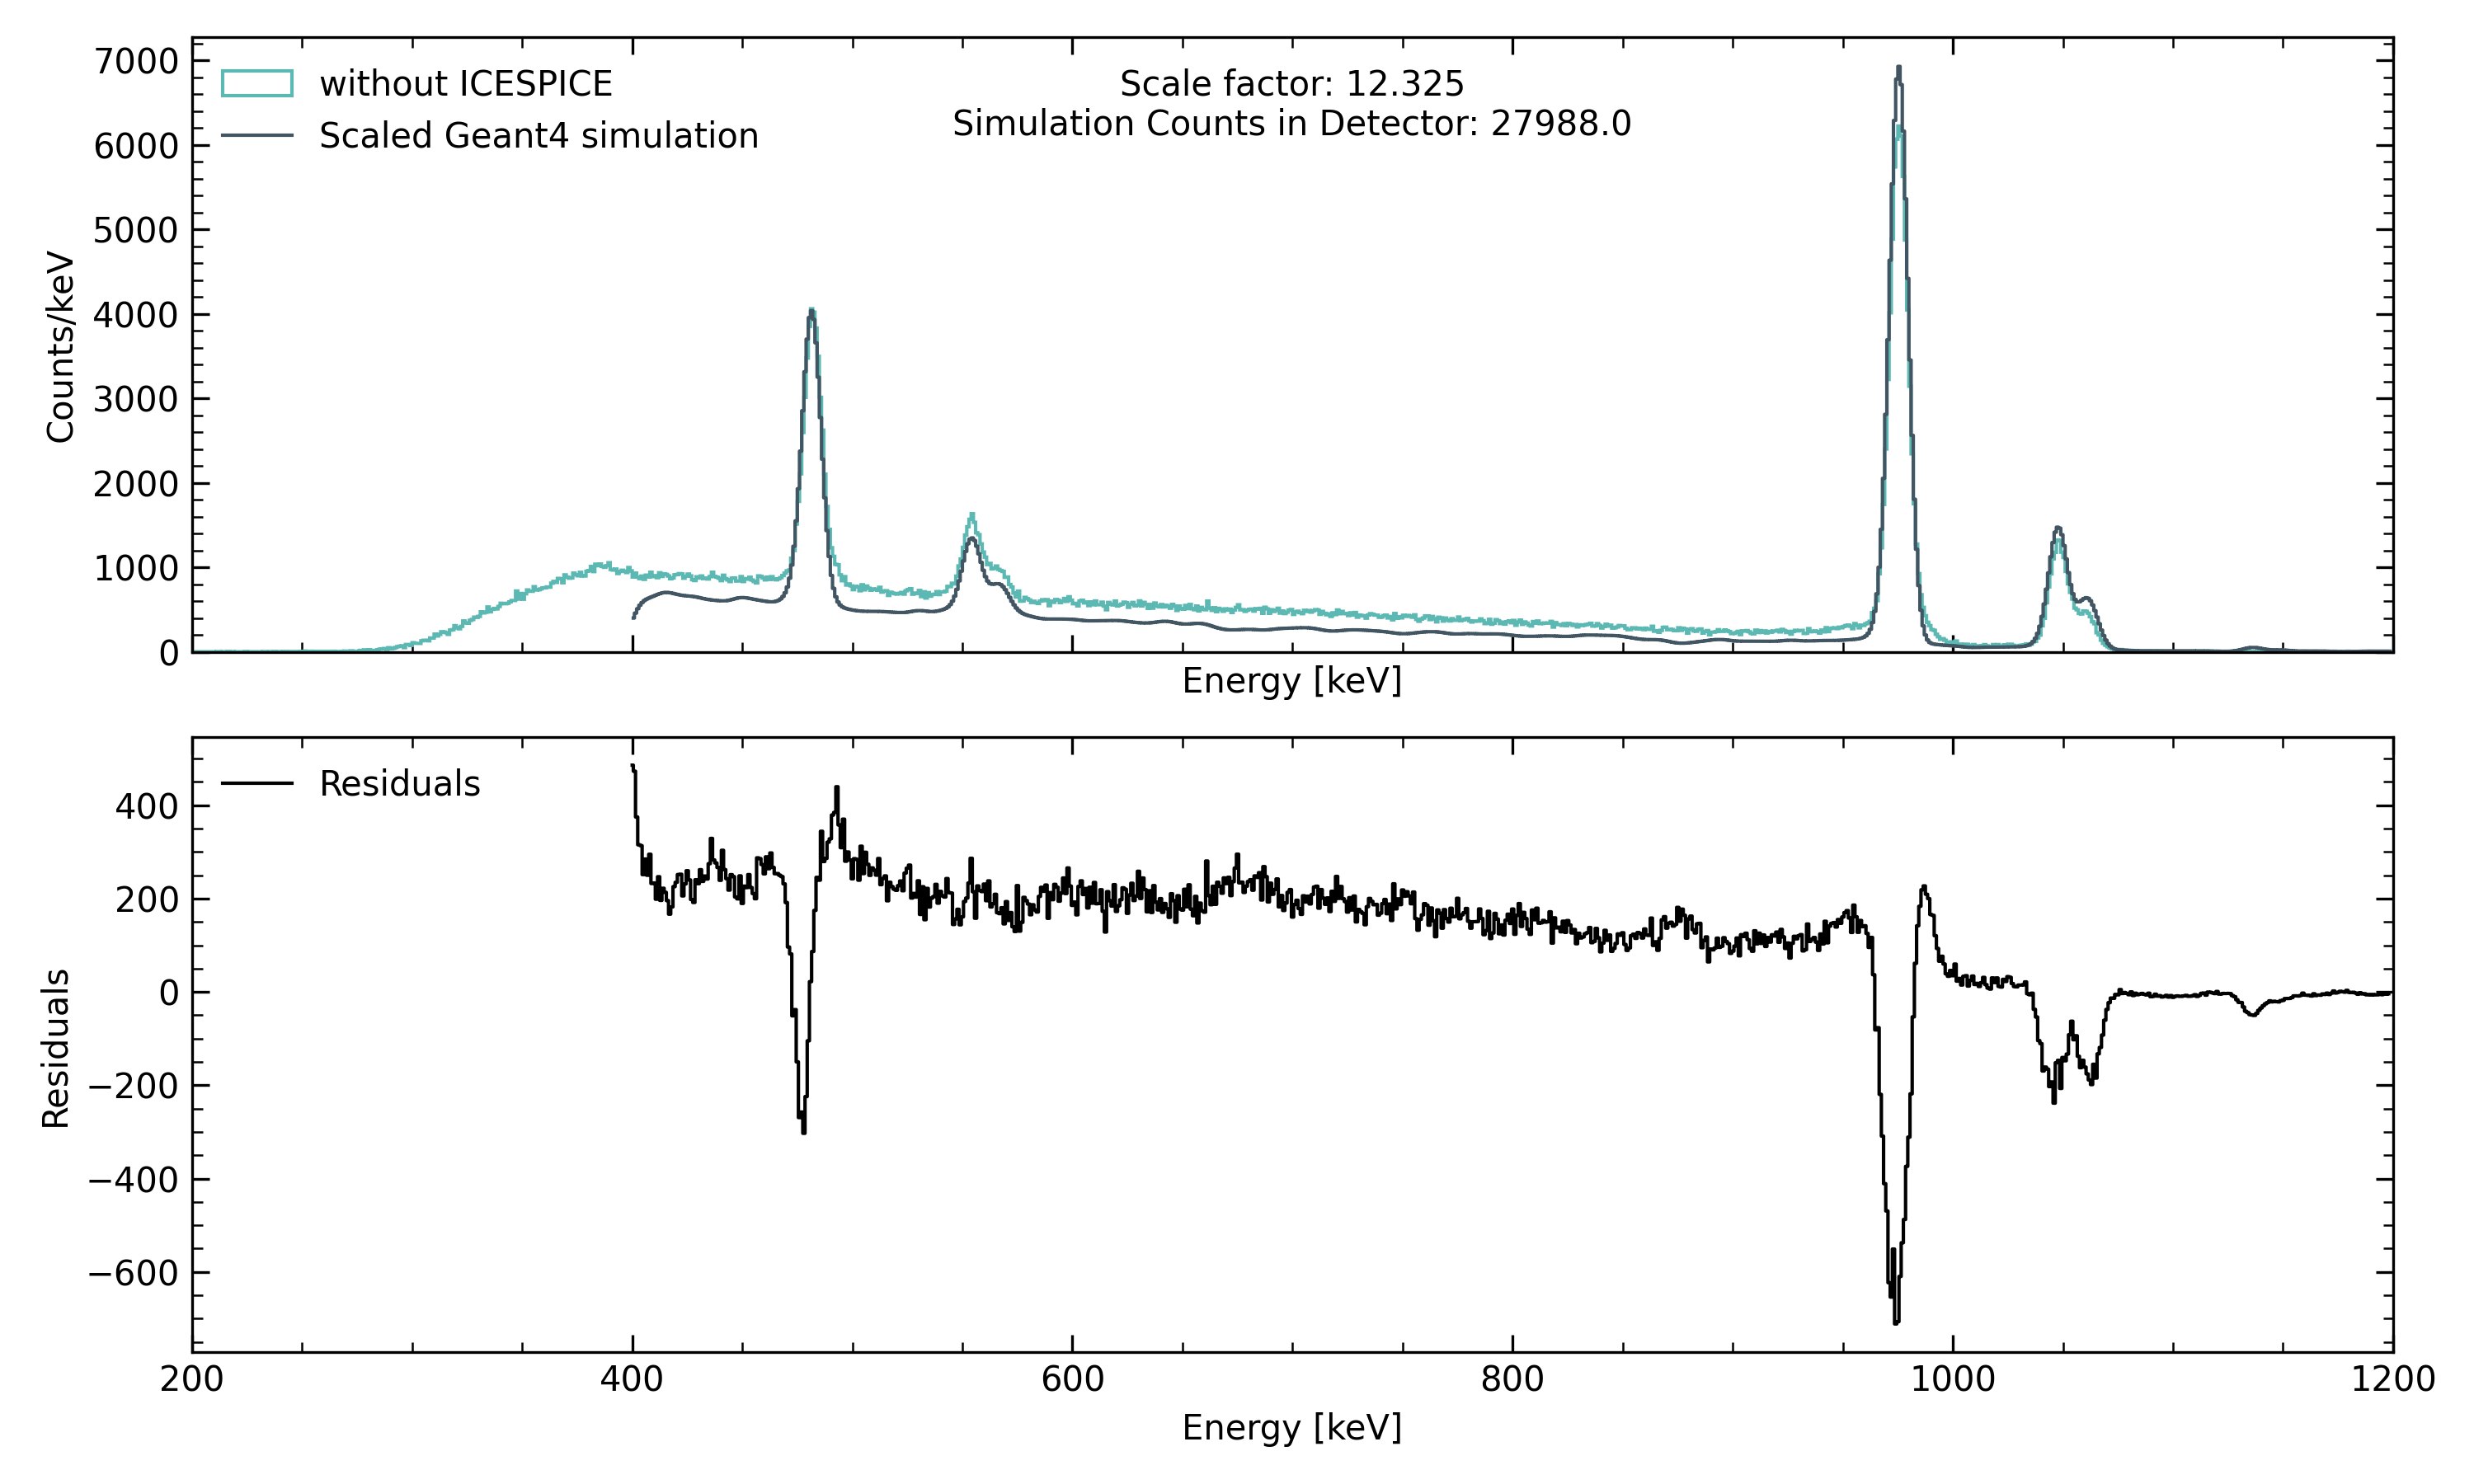 without ICESPICE
Scaled Geant4 simulation
Scale factor: 12.325
Simulation Counts in Detector: 27988.0
Counts/keV
7000
6000
5000
4000
3000
2000
1000
0
Energy [keV]
Residuals
Residuals
400
200
0
−200
−400
−600
200 400 600 800 1000 1200
Energy [keV]